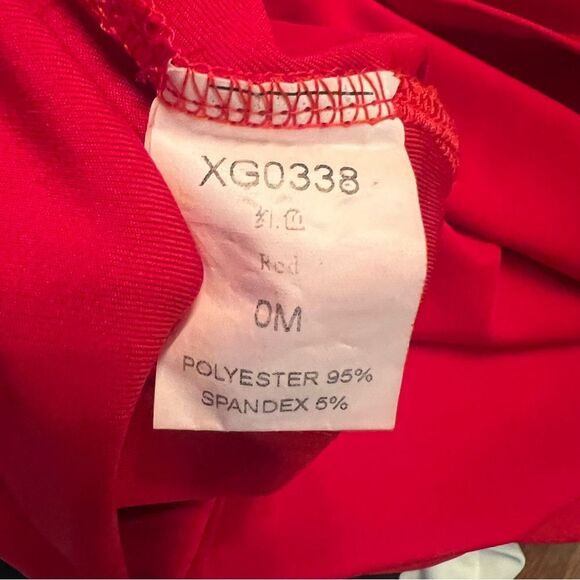 XG0338
红色
Red
0M
POLYESTER 95%
SPANDEX 5%